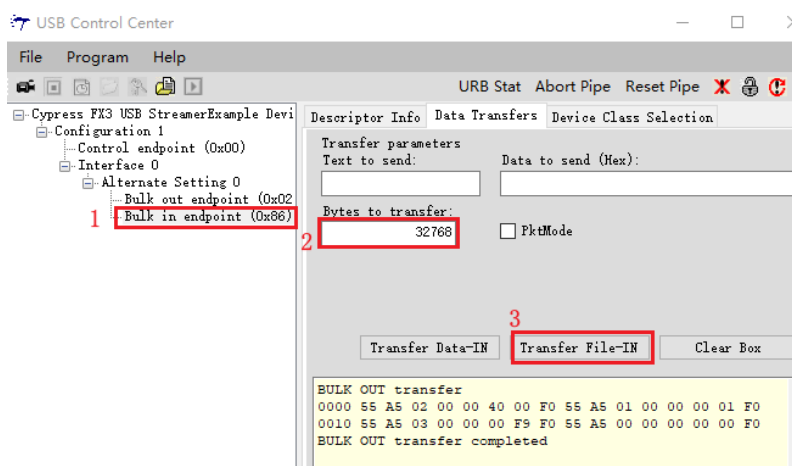 USB Control Center
File Program Help
URB Stat Abort Pipe Reset Pipe
Cypress FX3 USB StreamerExample Devi
Configuration 1
Control endpoint (0x00)
Interface 0
Alternate Setting 0
Bulk out endpoint (0x02
1 Bulk in endpoint (0x86)
Descriptor Info Data Transfers Device Class Selection
Transfer parameters
Text to send: Data to send (Hex):
Bytes to transfer:
2 32768 PktMode
3
Transfer Data-IN Transfer File-IN Clear Box
BULK OUT transfer
0000 55 A5 02 00 00 40 00 F0 55 A5 01 00 00 00 01 F0
0010 55 A5 03 00 00 00 F9 F0 55 A5 00 00 00 00 00 F0
BULK OUT transfer completed